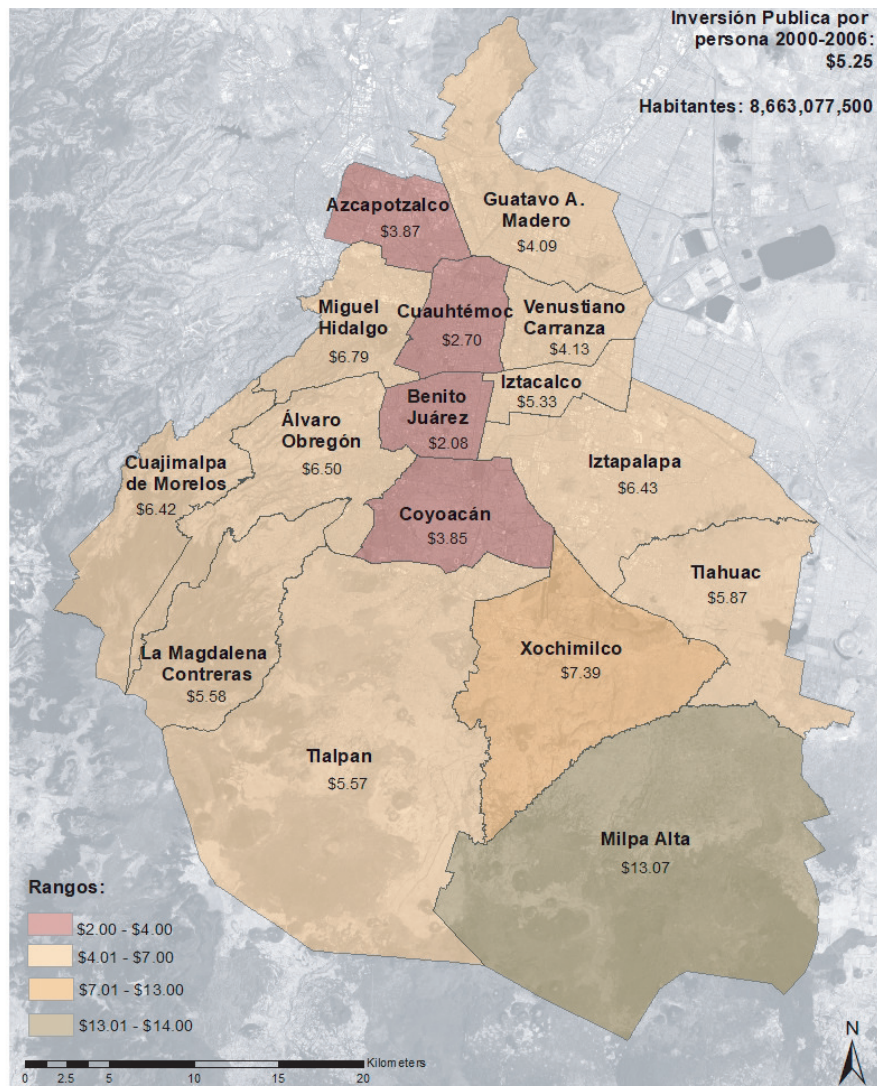 Inversión Publica por
persona 2000-2006:
$5.25
Habitantes: 8,663,077,500
Azcapotzalco
$3.87
Guatavo A.
Madero
$4.09
Miguel
Hidalgo
$6.79
Cuauhtémoc
$2.70
Venustiano
Carranza
$4.13
Iztacalco
$5.33
Benito
Juárez
$2.08
Álvaro
Obregón
$6.50
Cuajimalpa
de Morelos
$6.42
Iztapalapa
$6.43
Coyoacán
$3.85
Tlahuac
$5.87
La Magdalena
Contreras
$5.58
Xochimilco
$7.39
Tlalpan
$5.57
Milpa Alta
$13.07
Rangos:
$2.00 - $4.00
$4.01 - $7.00
$7.01 - $13.00
$13.01 - $14.00
Kilometers
0 2.5 5 10 15 20
N